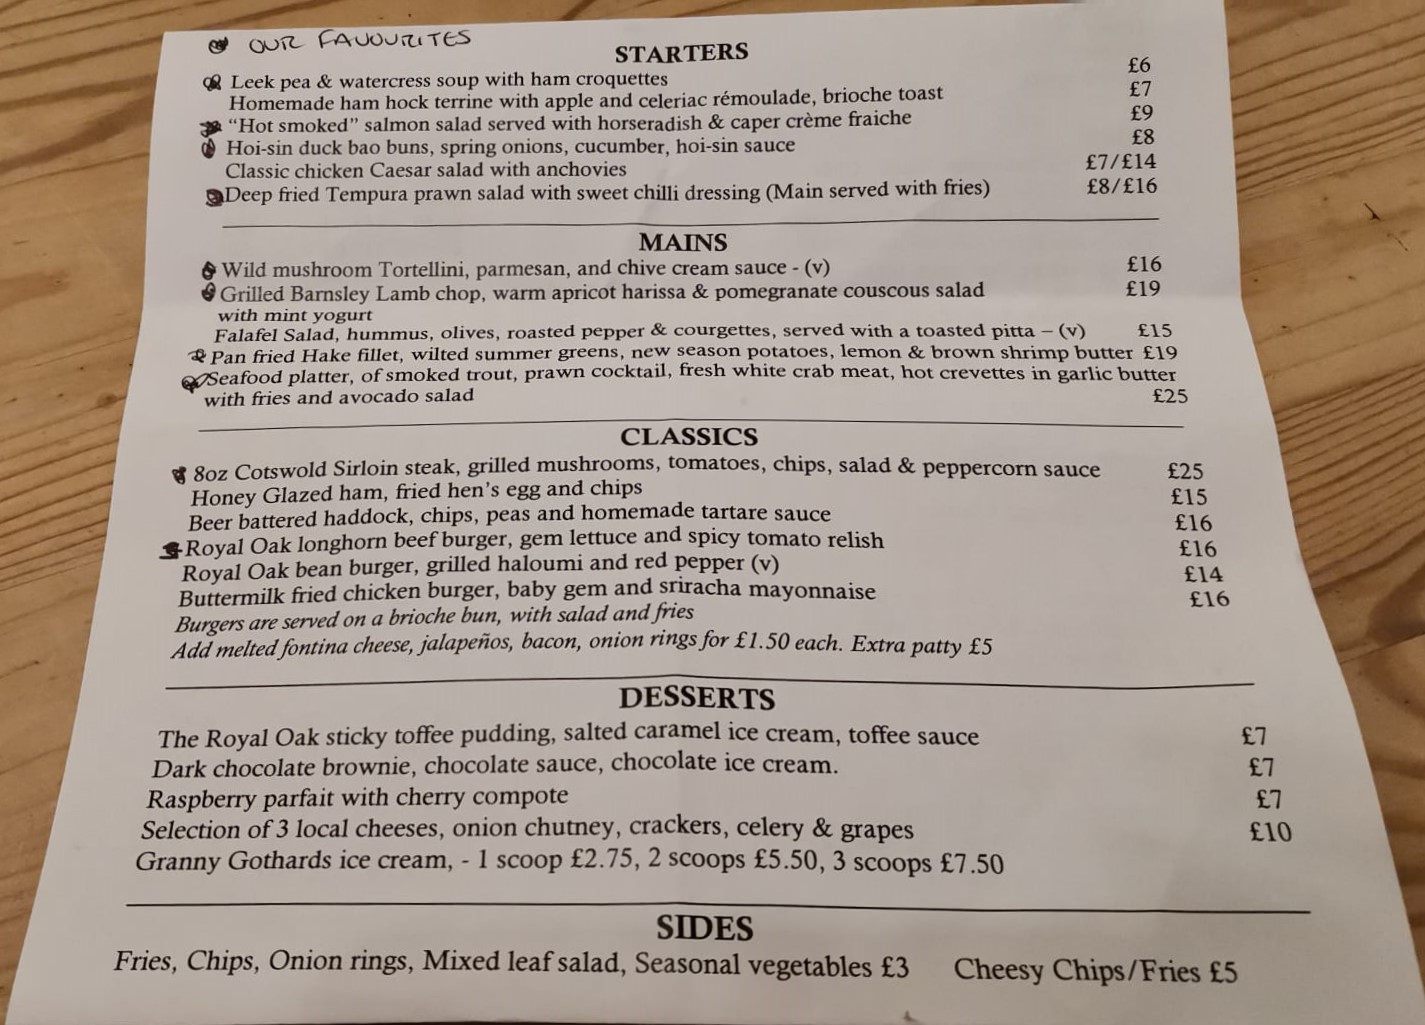 OUR FAVOURITES
STARTERS
Leek pea & watercress soup with ham croquettes £6
Homemade ham hock terrine with apple and celeriac rémoulade, brioche toast £7
"Hot smoked" salmon salad served with horseradish & caper crème fraiche £9
Hoi-sin duck bao buns, spring onions, cucumber, hoi-sin sauce £8
Classic chicken Caesar salad with anchovies £7/£14
Deep fried Tempura prawn salad with sweet chilli dressing (Main served with fries) £8/£16
MAINS
Wild mushroom Tortellini, parmesan, and chive cream sauce - (v) £16
Grilled Barnsley Lamb chop, warm apricot harissa & pomegranate couscous salad £19
with mint yogurt
Falafel Salad, hummus, olives, roasted pepper & courgettes, served with a toasted pitta – (v) £15
Pan fried Hake fillet, wilted summer greens, new season potatoes, lemon & brown shrimp butter £19
Seafood platter, of smoked trout, prawn cocktail, fresh white crab meat, hot crevettes in garlic butter
with fries and avocado salad £25
CLASSICS
8oz Cotswold Sirloin steak, grilled mushrooms, tomatoes, chips, salad & peppercorn sauce £25
Honey Glazed ham, fried hen's egg and chips £15
Beer battered haddock, chips, peas and homemade tartare sauce £16
Royal Oak longhorn beef burger, gem lettuce and spicy tomato relish £16
Royal Oak bean burger, grilled haloumi and red pepper (v) £14
Buttermilk fried chicken burger, baby gem and sriracha mayonnaise £16
Burgers are served on a brioche bun, with salad and fries
Add melted fontina cheese, jalapeños, bacon, onion rings for £1.50 each. Extra patty £5
DESSERTS
The Royal Oak sticky toffee pudding, salted caramel ice cream, toffee sauce £7
Dark chocolate brownie, chocolate sauce, chocolate ice cream. £7
Raspberry parfait with cherry compote £7
Selection of 3 local cheeses, onion chutney, crackers, celery & grapes £10
Granny Gothards ice cream, - 1 scoop £2.75, 2 scoops £5.50, 3 scoops £7.50
SIDES
Fries, Chips, Onion rings, Mixed leaf salad, Seasonal vegetables £3 Cheesy Chips/Fries £5